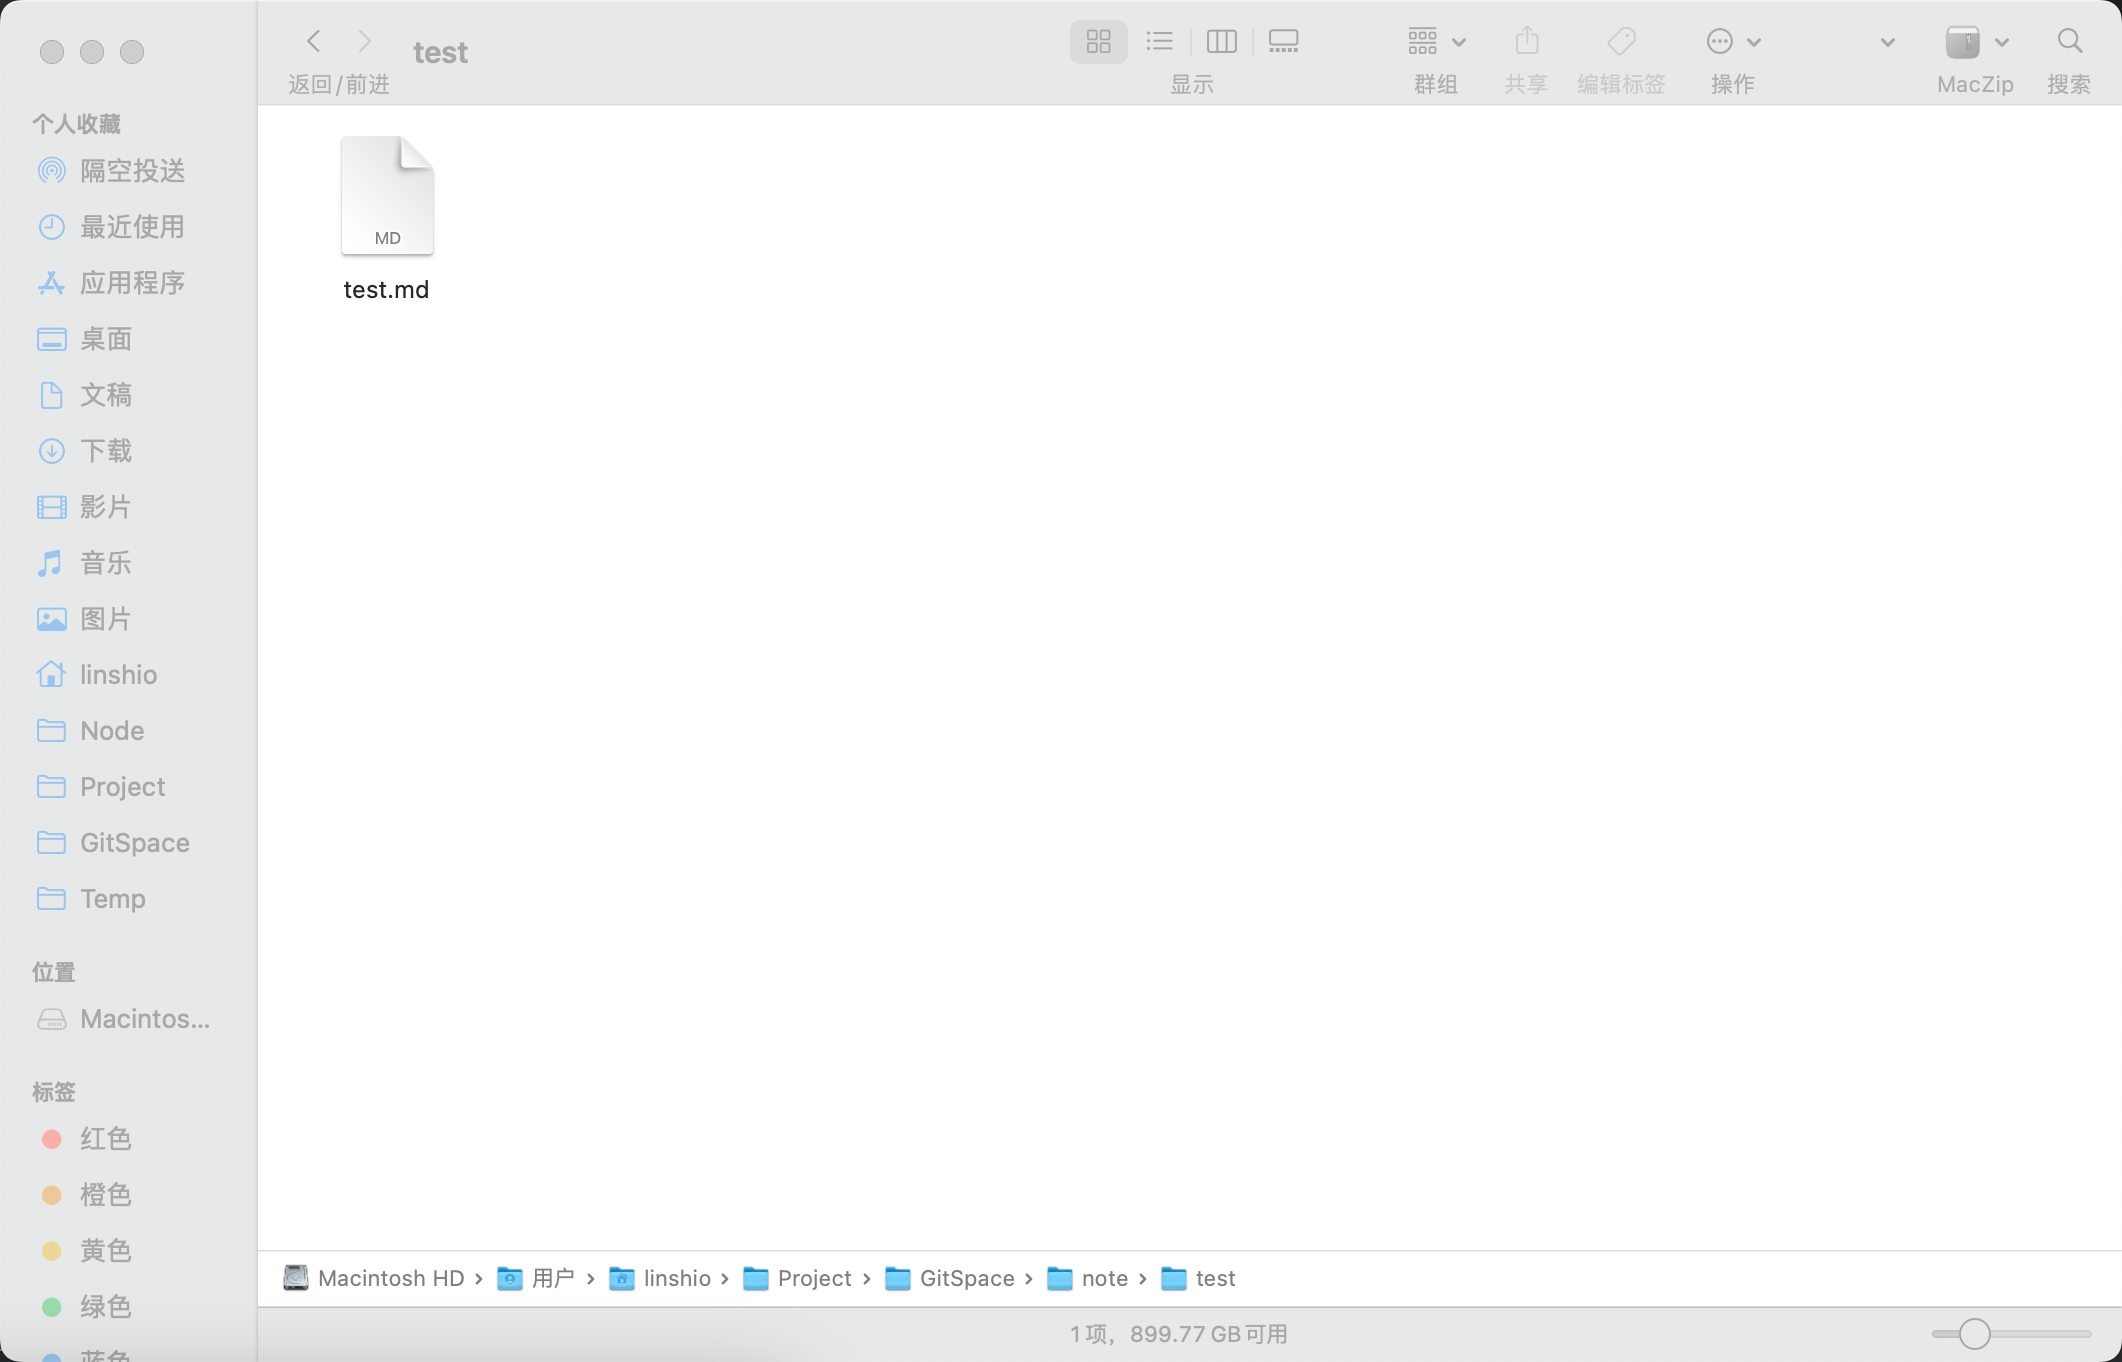 test
返回/前进
显示
群组
共享
编辑标签
操作
MacZip
搜索
个人收藏
隔空投送
最近使用
应用程序
桌面
文稿
下载
影片
音乐
图片
linshio
Node
Project
GitSpace
Temp
位置
Macintos...
标签
红色
橙色
黄色
绿色
蓝色
MD
test.md
Macintosh HD › 用户 › linshio › Project › GitSpace › note › test
1 项，899.77 GB 可用